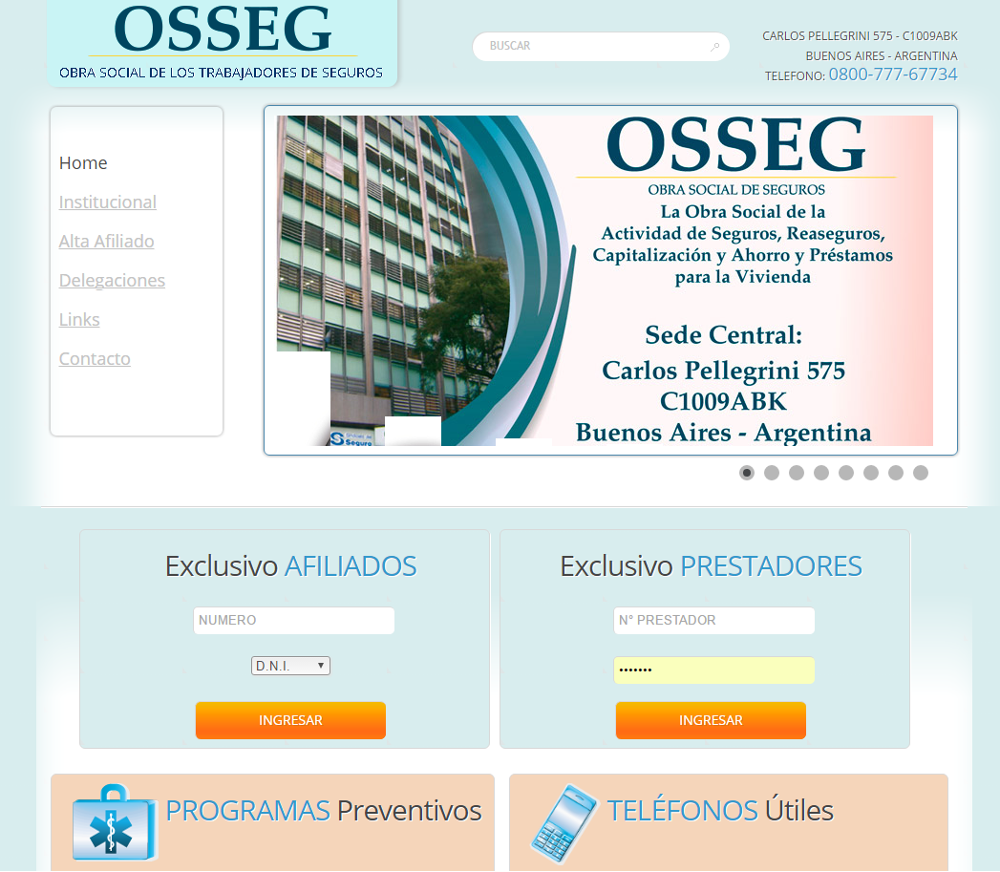 OSSEG
OBRA SOCIAL DE LOS TRABAJADORES DE SEGUROS
BUSCAR
CARLOS PELLEGRINI 575 - C1009ABK
BUENOS AIRES - ARGENTINA
TELEFONO: 0800-777-67734
Home
Institucional
Alta Afiliado
Delegaciones
Links
Contacto
OSSEG
OBRA SOCIAL DE SEGUROS
La Obra Social de la
Actividad de Seguros, Reaseguros,
Capitalización y Ahorro y Préstamos
para la Vivienda
Sede Central:
Carlos Pellegrini 575
C1009ABK
Buenos Aires - Argentina
Exclusivo AFILIADOS
NUMERO
D.N.I.
INGRESAR
Exclusivo PRESTADORES
N° PRESTADOR
•••••••
INGRESAR
PROGRAMAS Preventivos
TELÉFONOS Útiles